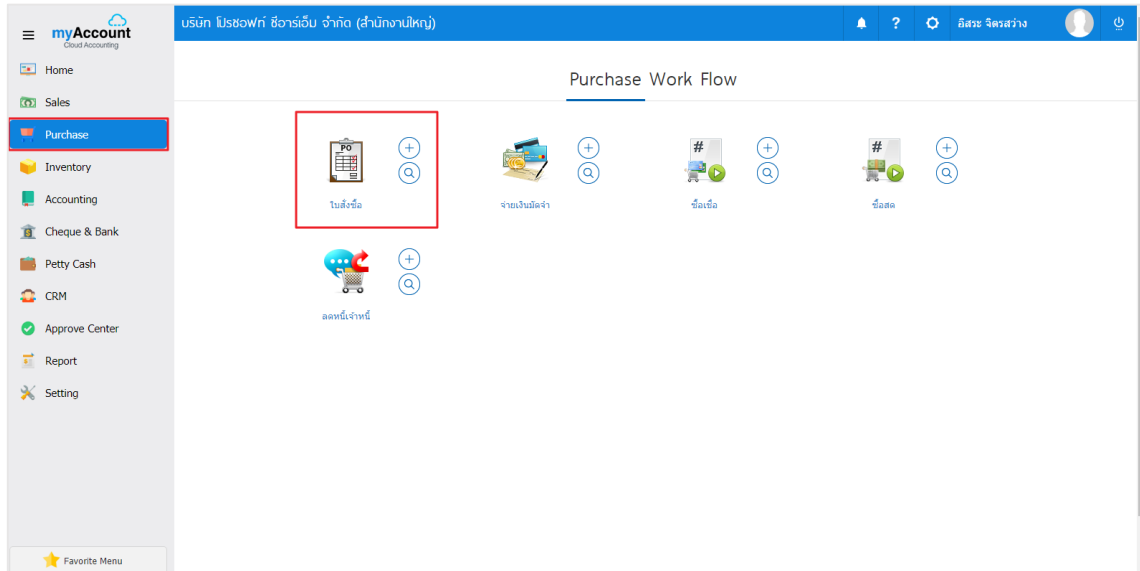 myAccount
Cloud Accounting
บริษัท โปรซอฟท์ ซีอาร์เอ็ม จำกัด (สำนักงานใหญ่)
?
อิสระ จิตรสว่าง
Home
Sales
Purchase
Inventory
Accounting
Cheque & Bank
Petty Cash
CRM
Approve Center
Report
Setting
Favorite Menu
Purchase Work Flow
PO
ใบสั่งซื้อ
จ่ายเงินมัดจำ
#
ซื้อเชื่อ
#
ซื้อสด
ลดหนี้เจ้าหนี้